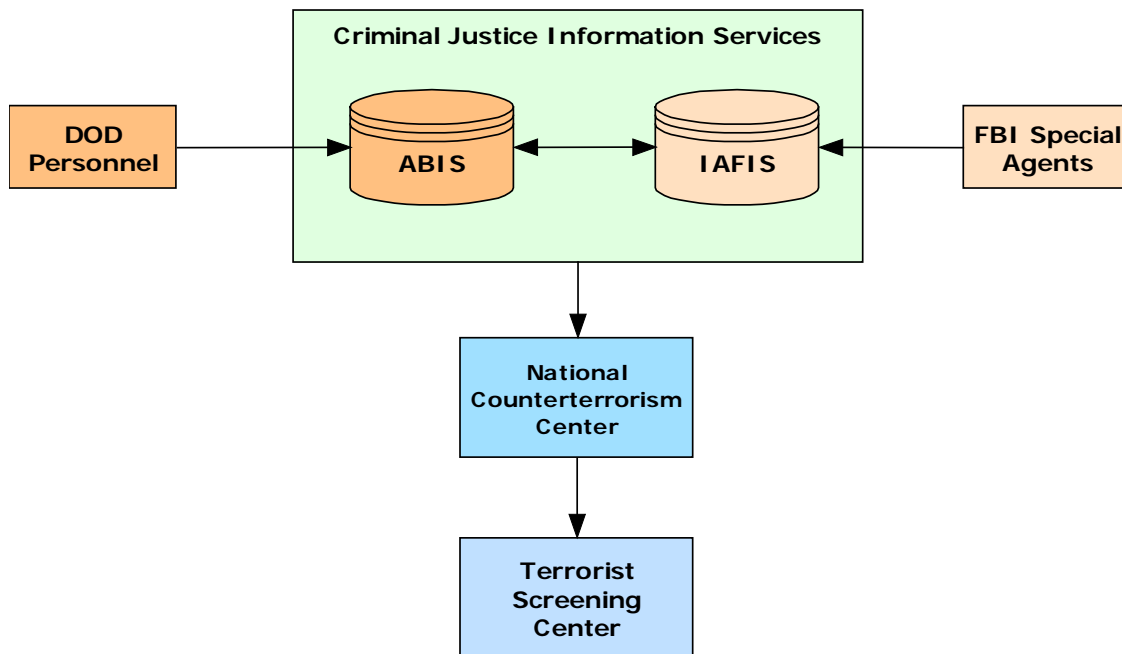 Criminal Justice Information Services
DOD
Personnel
ABIS
IAFIS
FBI Special
Agents
National
Counterterrorism
Center
Terrorist
Screening
Center